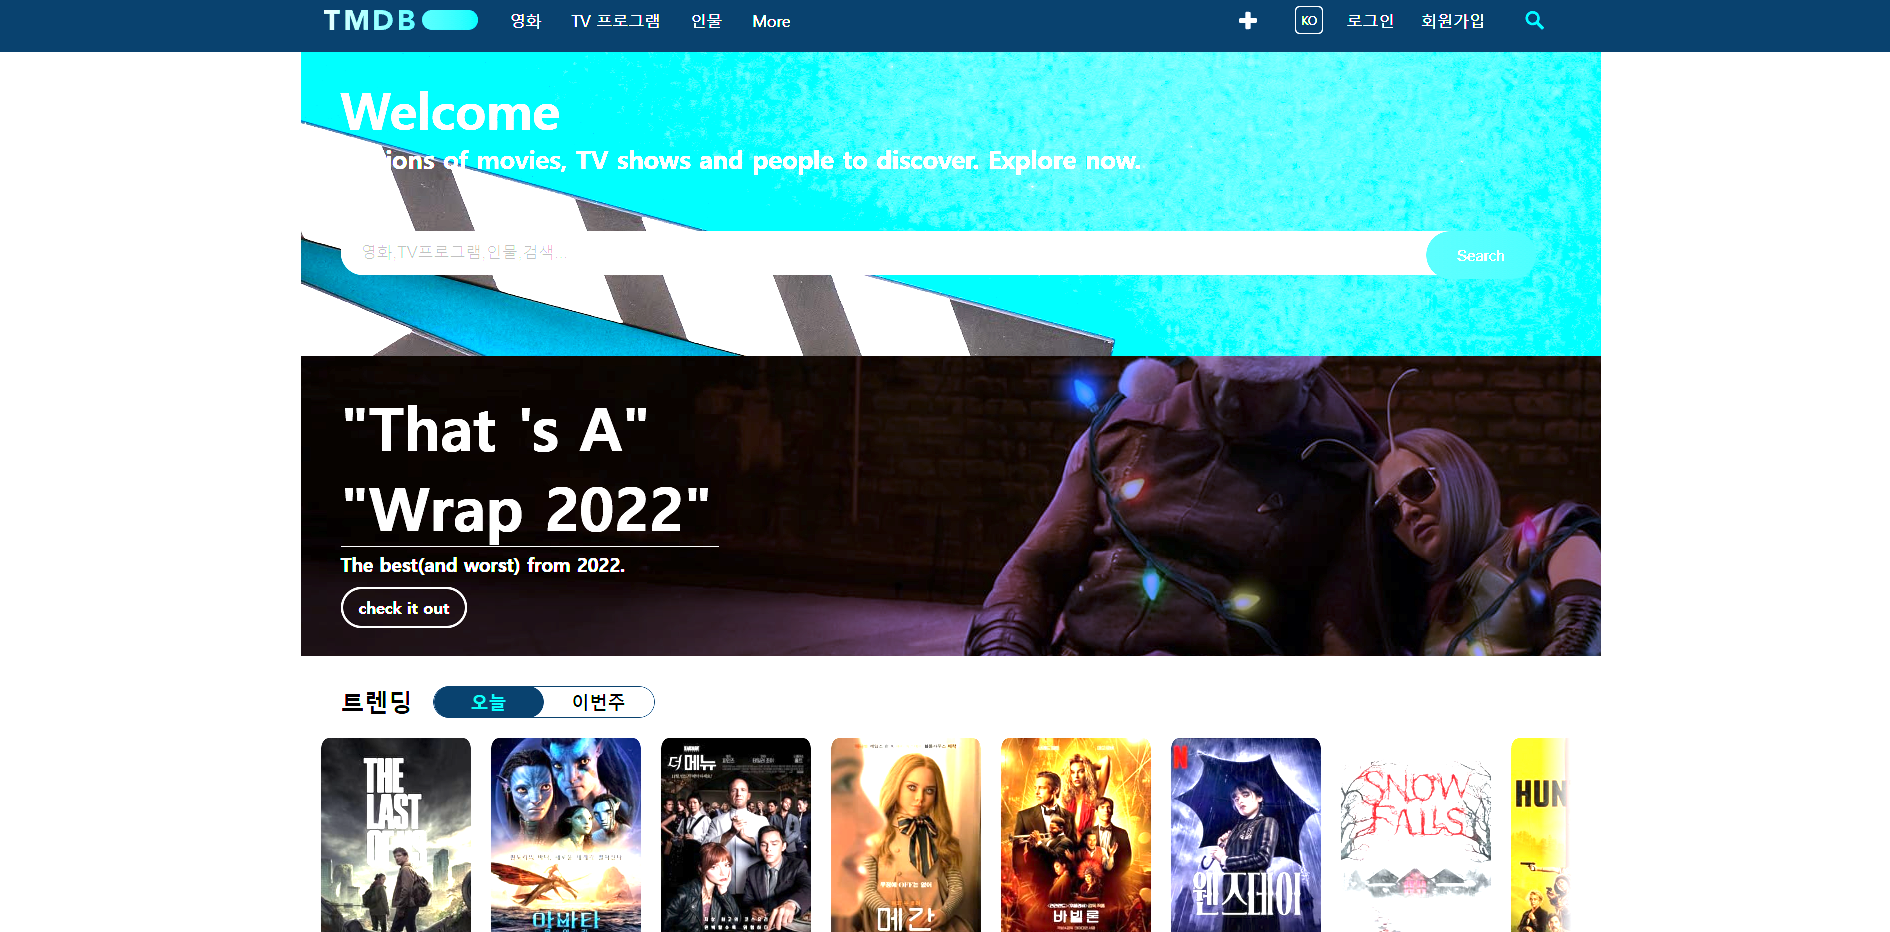 TMDB 영화 TV 프로그램 인물 More KO 로그인 회원가입
Welcome
ions of movies, TV shows and people to discover. Explore now.
영화,TV프로그램,인물,검색... Search
"That 's A"
"Wrap 2022"
The best(and worst) from 2022.
check it out
트렌딩 오늘 이번주
THE
LAST
OF US
아바타
더 메뉴
메간
바빌론
N
웬즈데이
SNOW
FALLS
HUN